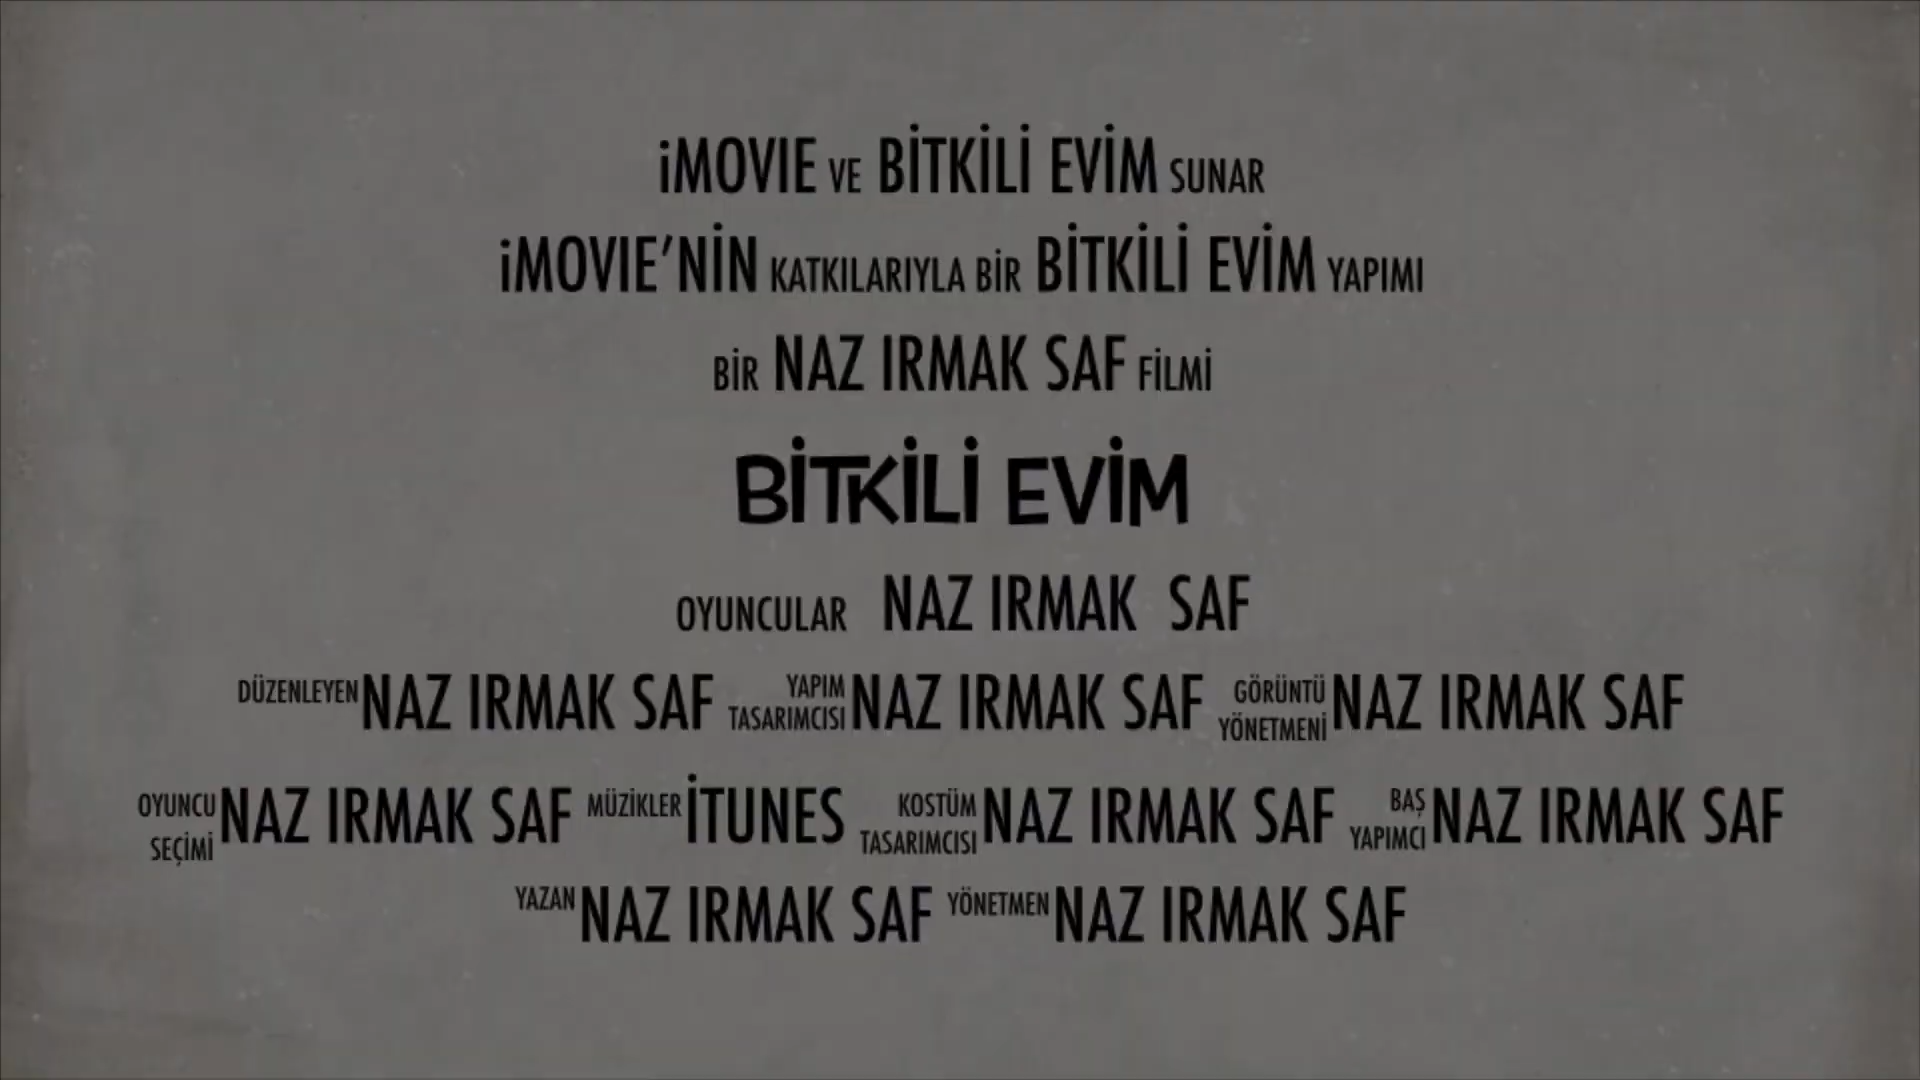 iMOVIE VE BİTKİLİ EVİM SUNAR
iMOVIE’NİN KATKILARIYLA BİR BİTKİLİ EVİM YAPIMI
BİR NAZ IRMAK SAF FİLMİ
BİTKİLİ EVİM
OYUNCULAR NAZ IRMAK SAF
DÜZENLEYEN NAZ IRMAK SAF YAPIM TASARIMCISI NAZ IRMAK SAF GÖRÜNTÜ YÖNETMENİ NAZ IRMAK SAF
OYUNCU SEÇİMİ NAZ IRMAK SAF MÜZİKLER İTUNES KOSTÜM TASARIMCISI NAZ IRMAK SAF BAŞ YAPIMCI NAZ IRMAK SAF
YAZAN NAZ IRMAK SAF YÖNETMEN NAZ IRMAK SAF